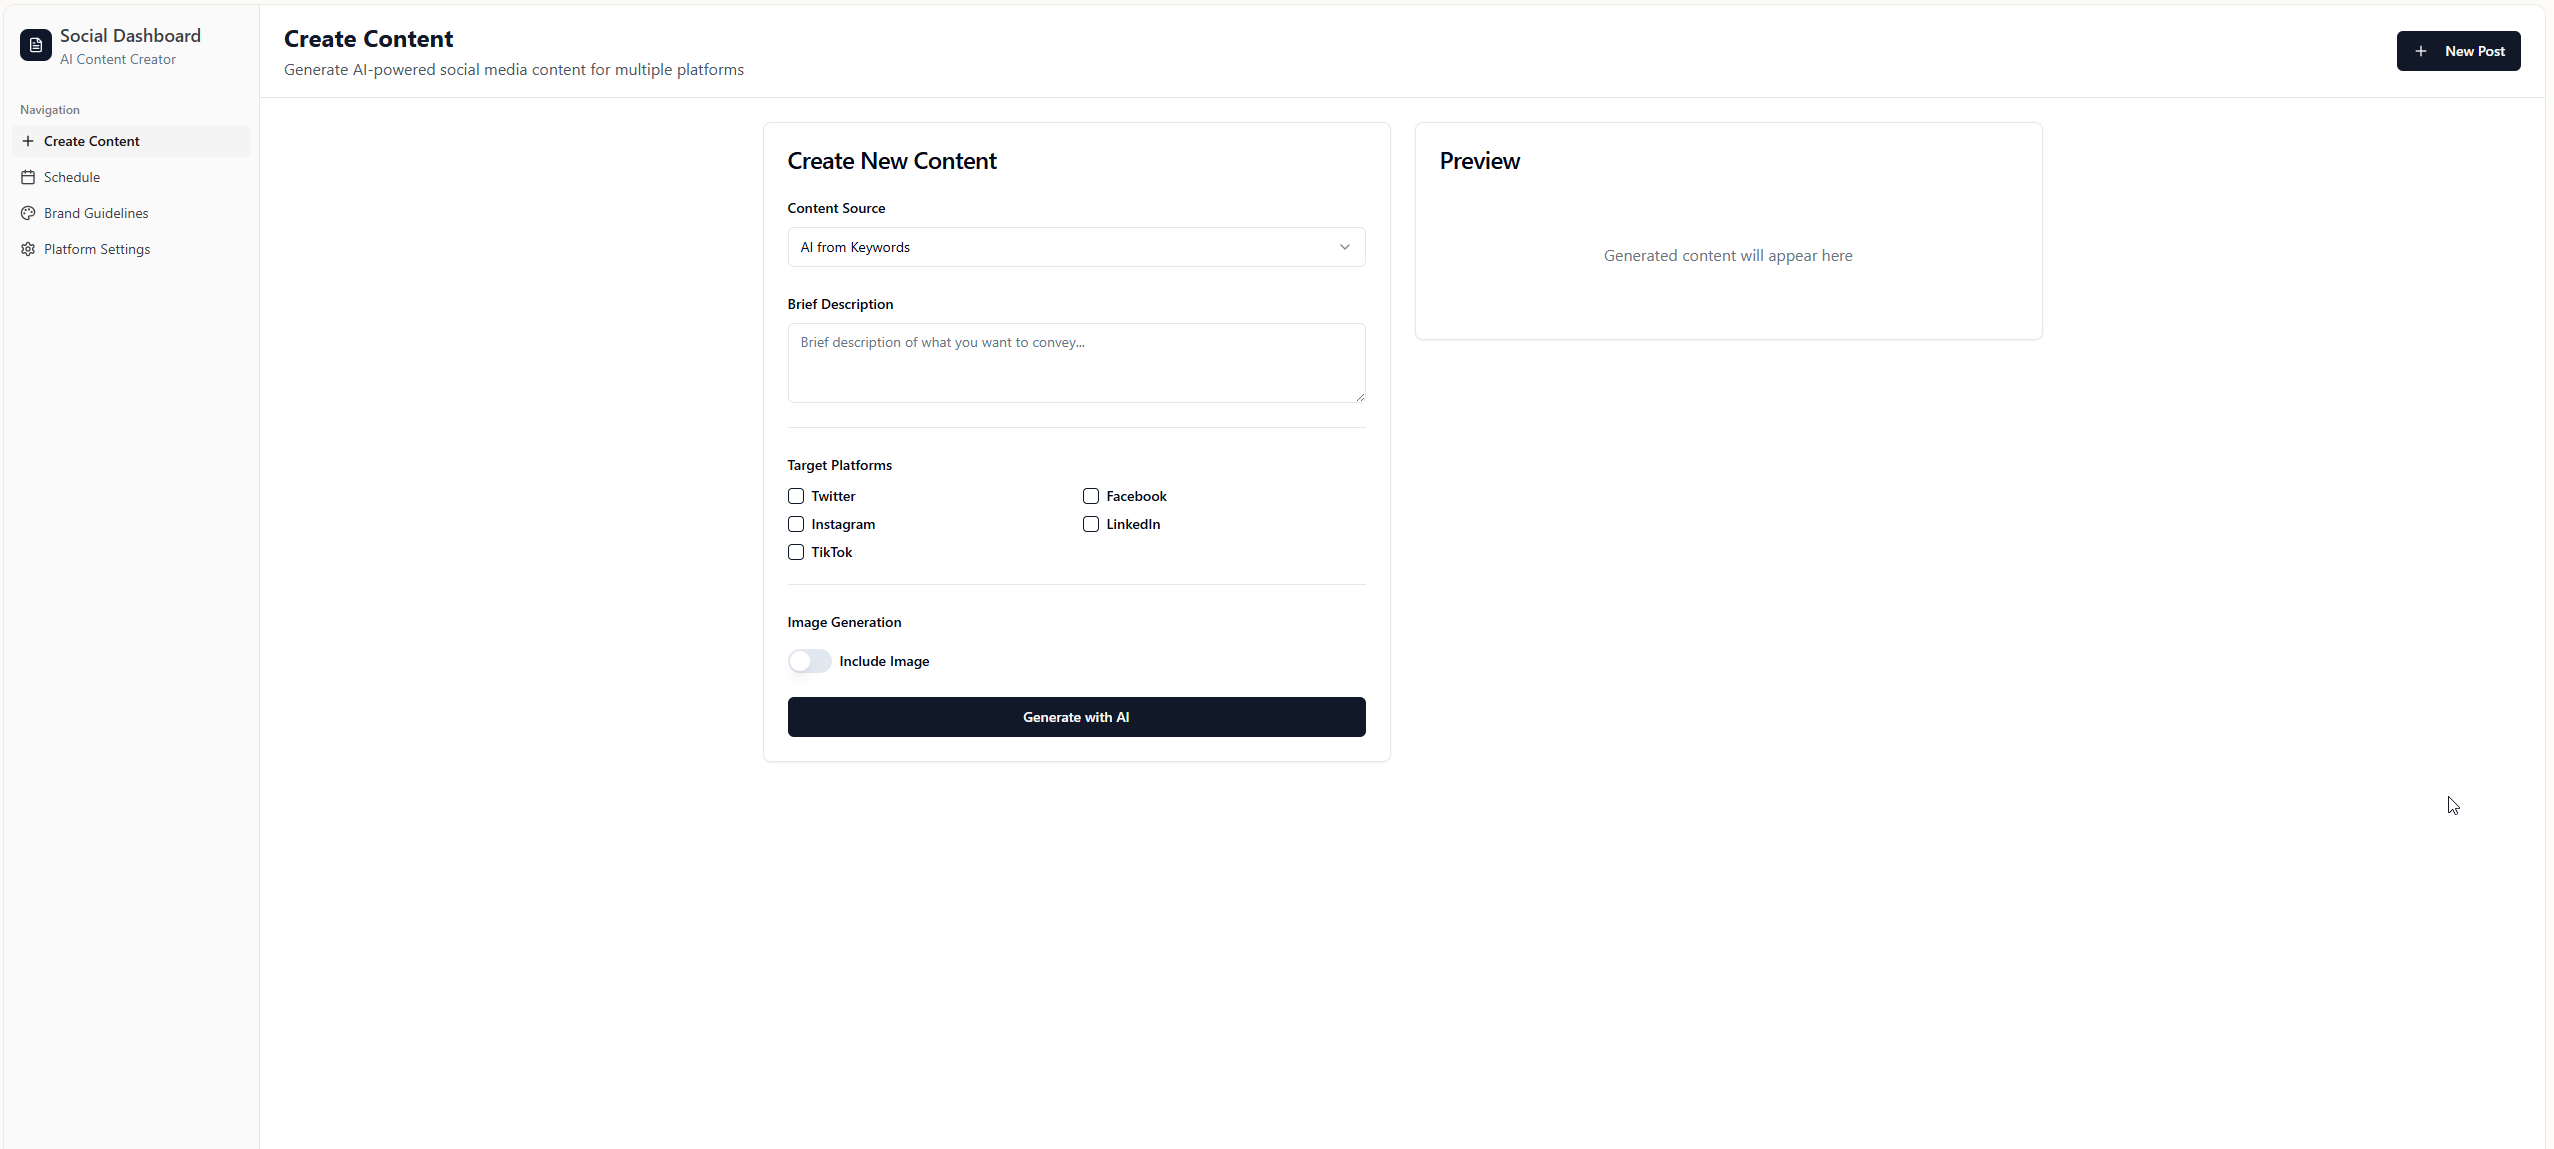 Social Dashboard
AI Content Creator
Navigation
Create Content
Schedule
Brand Guidelines
Platform Settings
Create Content
Generate AI-powered social media content for multiple platforms
New Post
Create New Content
Content Source
AI from Keywords
Brief Description
Brief description of what you want to convey...
Target Platforms
Twitter
Facebook
Instagram
LinkedIn
TikTok
Image Generation
Include Image
Generate with AI
Preview
Generated content will appear here